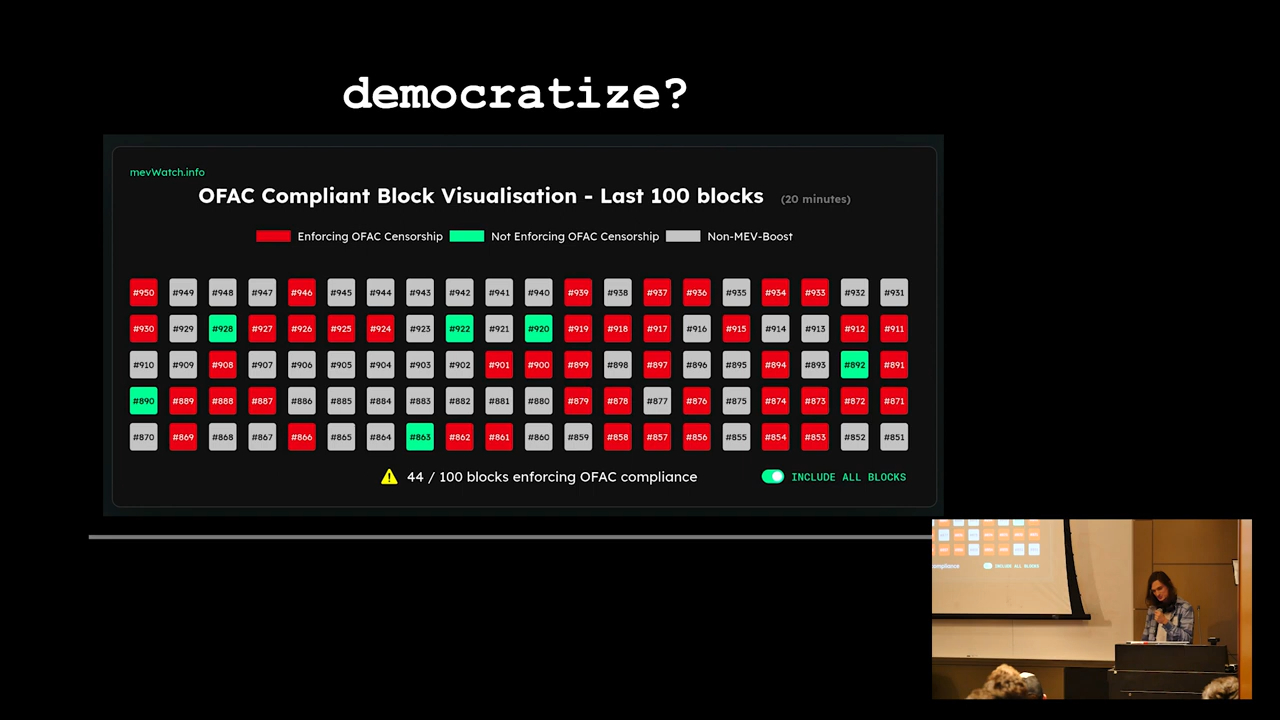 democratize?
mevWatch.info
OFAC Compliant Block Visualisation - Last 100 blocks (20 minutes)
Enforcing OFAC Censorship Not Enforcing OFAC Censorship Non-MEV-Boost
#950 #949 #948 #947 #946 #945 #944 #943 #942 #941 #940 #939 #938 #937 #936 #935 #934 #933 #932 #931
#930 #929 #928 #927 #926 #925 #924 #923 #922 #921 #920 #919 #918 #917 #916 #915 #914 #913 #912 #911
#910 #909 #908 #907 #906 #905 #904 #903 #902 #901 #900 #899 #898 #897 #896 #895 #894 #893 #892 #891
#890 #889 #888 #887 #886 #885 #884 #883 #882 #881 #880 #879 #878 #877 #876 #875 #874 #873 #872 #871
#870 #869 #868 #867 #866 #865 #864 #863 #862 #861 #860 #859 #858 #857 #856 #855 #854 #853 #852 #851
44 / 100 blocks enforcing OFAC compliance INCLUDE ALL BLOCKS
compliance INCLUDE ALL BLOCKS